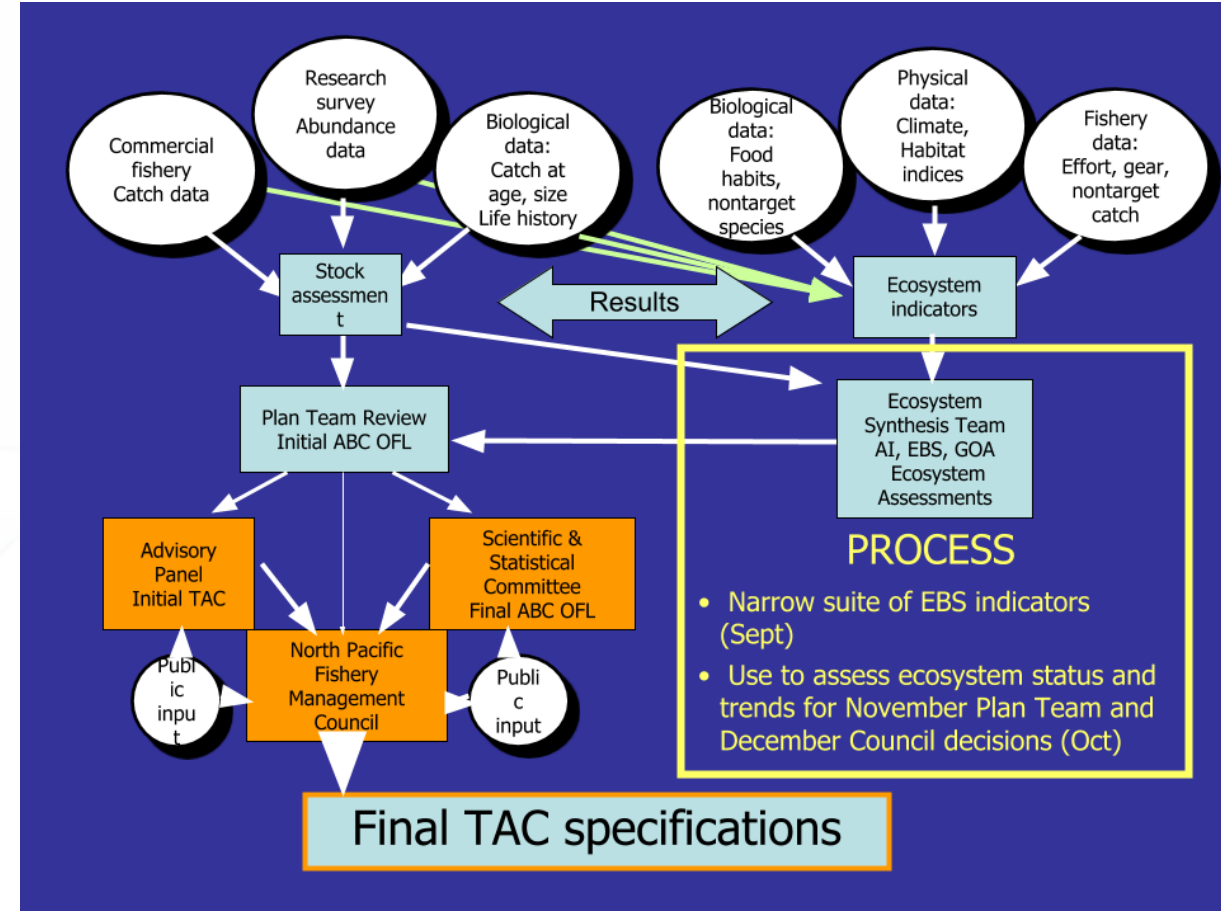 Commercial
fishery
Catch data
Research
survey
Abundance
data
Biological
data:
Catch at
age, size
Life history
Biological
data:
Food
habits,
nontarget
species
Physical
data:
Climate,
Habitat
indices
Fishery
data:
Effort, gear,
nontarget
catch
Stock
assessmen
t
Results
Ecosystem
indicators
Plan Team Review
Initial ABC OFL
Ecosystem
Synthesis Team
AI, EBS, GOA
Ecosystem
Assessments
Advisory
Panel
Initial TAC
Scientific &
Statistical
Committee
Final ABC OFL
North Pacific
Fishery
Management
Council
Publ
ic
inpu
t
Publi
c
input
PROCESS
• Narrow suite of EBS indicators
(Sept)
• Use to assess ecosystem status and
trends for November Plan Team and
December Council decisions (Oct)
Final TAC specifications